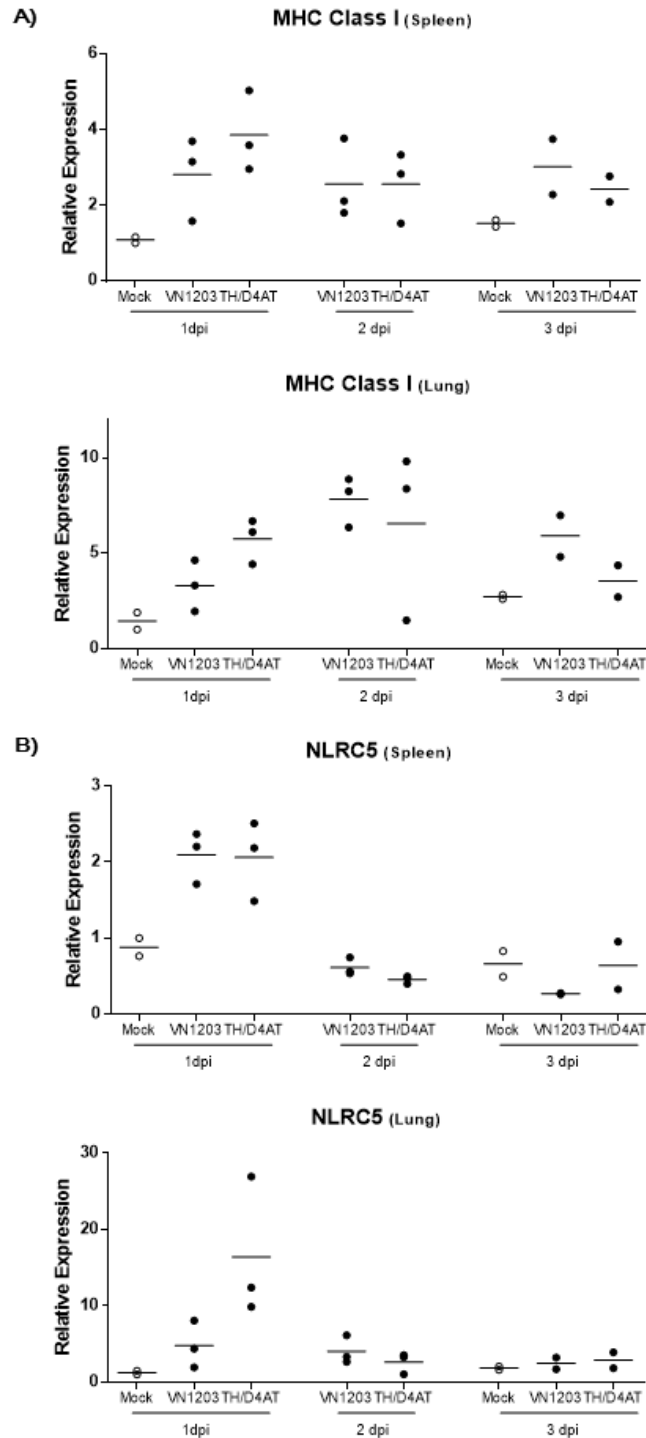 A)
MHC Class I (Spleen)
Relative Expression
6
4
2
0
Mock VN1203 TH/D4AT VN1203 TH/D4AT Mock VN1203 TH/D4AT
1dpi 2 dpi 3 dpi
MHC Class I (Lung)
Relative Expression
10
5
0
Mock VN1203 TH/D4AT VN1203 TH/D4AT Mock VN1203 TH/D4AT
1dpi 2 dpi 3 dpi
B)
NLRC5 (Spleen)
Relative Expression
3
2
1
0
Mock VN1203 TH/D4AT VN1203 TH/D4AT Mock VN1203 TH/D4AT
1dpi 2 dpi 3 dpi
NLRC5 (Lung)
Relative Expression
30
20
10
0
Mock VN1203 TH/D4AT VN1203 TH/D4AT Mock VN1203 TH/D4AT
1dpi 2 dpi 3 dpi